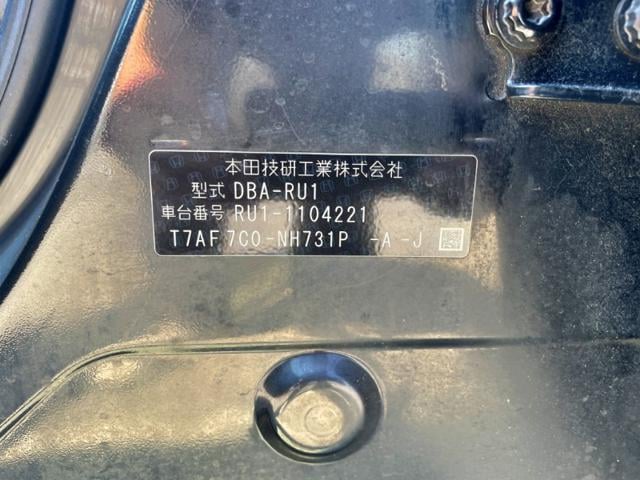 本田技研工業株式会社
型式 DBA-RU1
車台番号 RU1-1104221
T7AF 7C0-NH731P -A -J